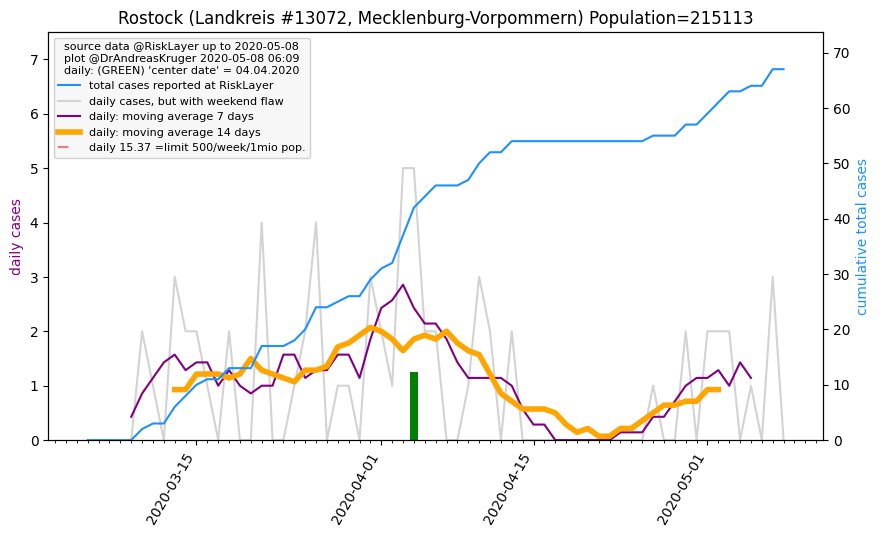 Rostock (Landkreis #13072, Mecklenburg-Vorpommern) Population=215113
source data @RiskLayer up to 2020-05-08
plot @DrAndreasKruger 2020-05-08 06:09
daily: (GREEN) 'center date' = 04.04.2020
total cases reported at RiskLayer
daily cases, but with weekend flaw
daily: moving average 7 days
daily: moving average 14 days
daily 15.37 =limit 500/week/1mio pop.
daily cases
7
6
5
4
3
2
1
0
70
60
50
40
30
20
10
0
cumulative total cases
2020-03-15
2020-04-01
2020-04-15
2020-05-01